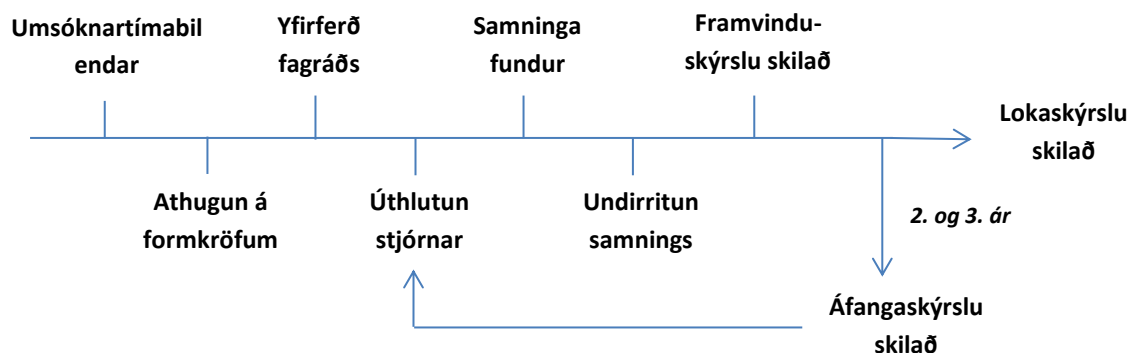 Umsóknartímabil
endar
Yfirferð
fagráðs
Samninga
fundur
Framvindu-
skýrslu skilað
Lokaskýrslu
skilað
Athugun á
formkröfum
Úthlutun
stjórnar
Undirritun
samnings
2. og 3. ár
Áfangaskýrslu
skilað